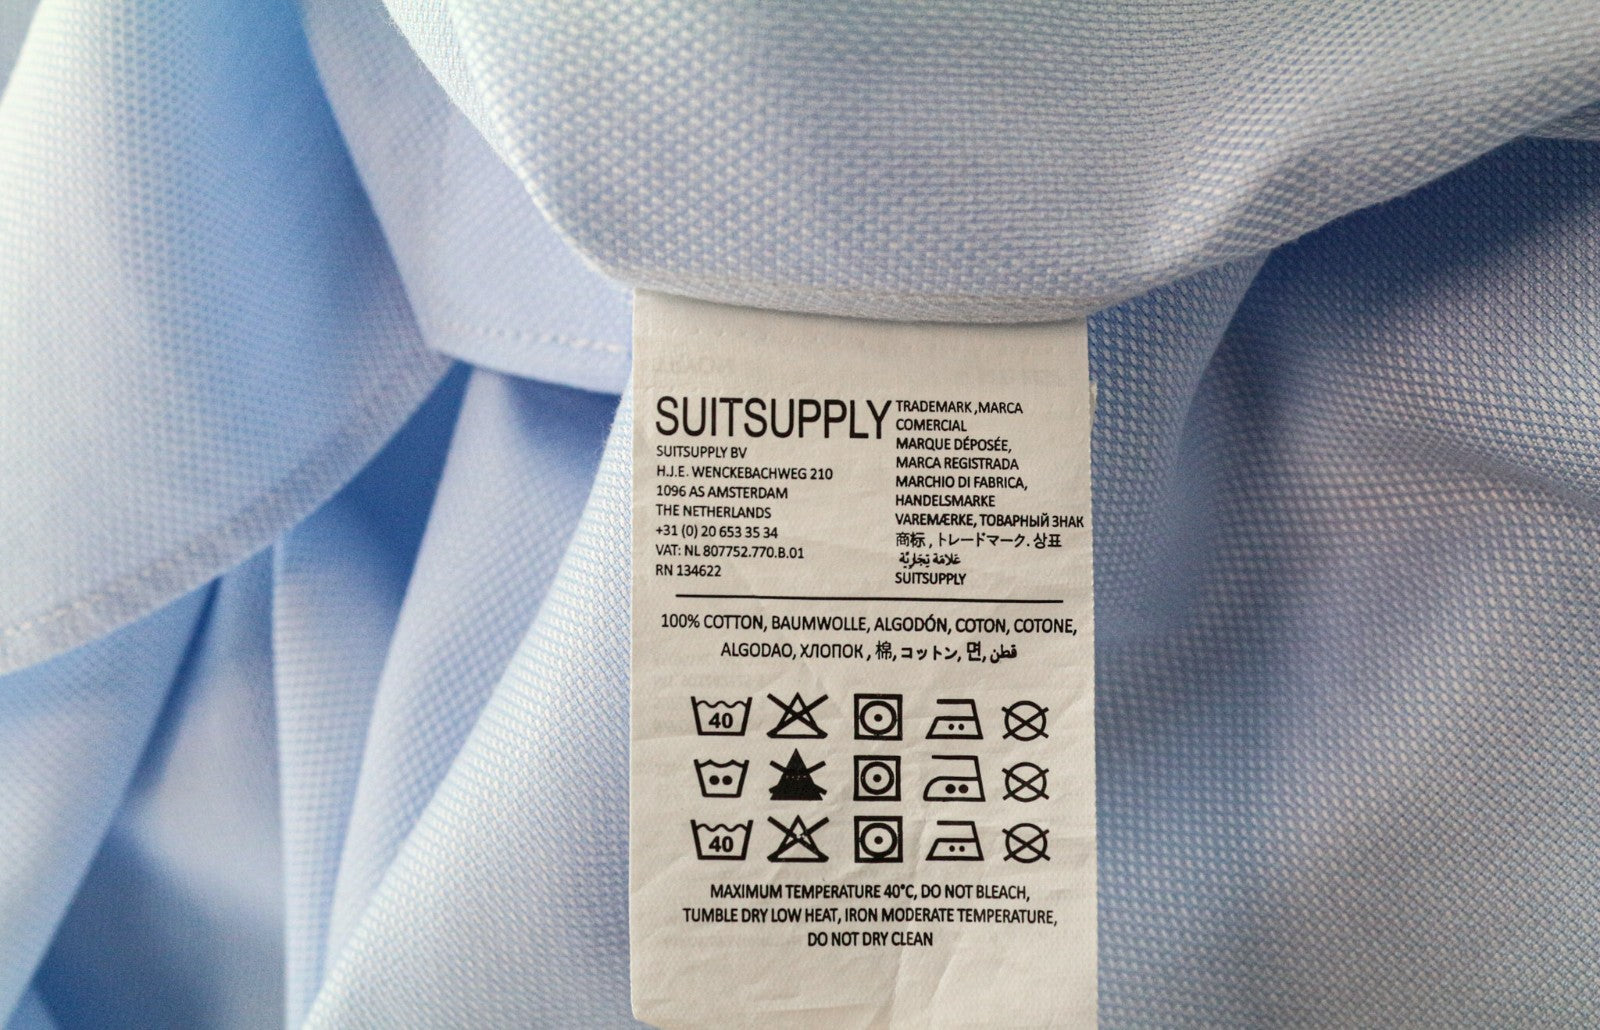 SUITSUPPLY
SUITSUPPLY BV
H.J.E. WENCKEBACHWEG 210
1096 AS AMSTERDAM
THE NETHERLANDS
+31 (0) 20 653 35 34
VAT: NL 807752.770.B.01
RN 134622
TRADEMARK ,MARCA
COMERCIAL
MARQUE DÉPOSÉE,
MARCA REGISTRADA
MARCHIO DI FABRICA,
HANDELSMARKE
VAREMÆRKE, ТОВАРНЫЙ ЗНАК
商标 , トレードマーク. 상표
عَلامَة تِجَارِيَّة
SUITSUPPLY
100% COTTON, BAUMWOLLE, ALGODÓN, COTON, COTONE,
ALGODAO, ХЛОПОК , 棉, コットン, 면, قطن
40
40
MAXIMUM TEMPERATURE 40°C, DO NOT BLEACH,
TUMBLE DRY LOW HEAT, IRON MODERATE TEMPERATURE,
DO NOT DRY CLEAN